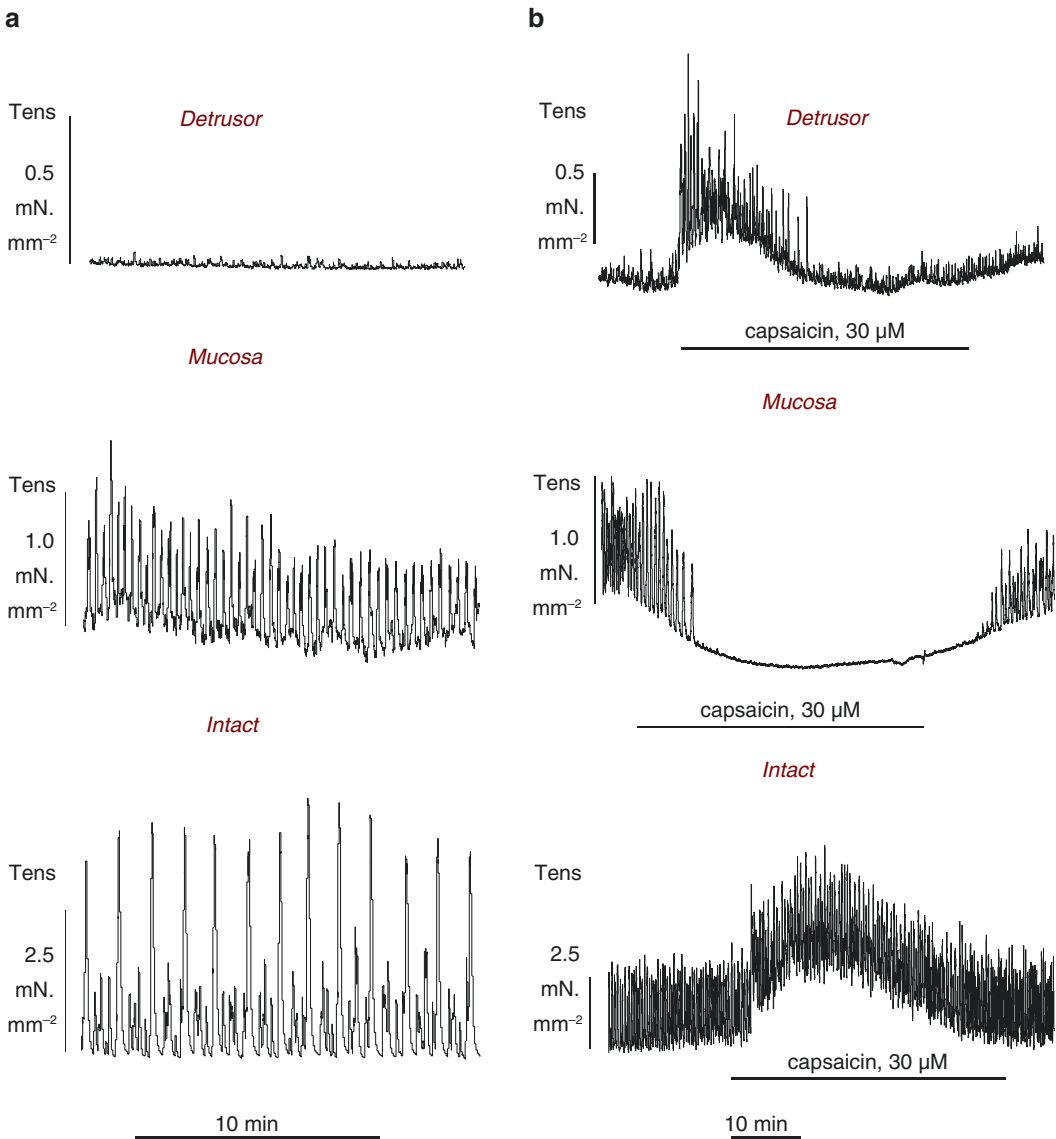 a
Tens
Detrusor
0.5
mN.
mm⁻²
Mucosa
Tens
1.0
mN.
mm⁻²
Intact
Tens
2.5
mN.
mm⁻²
10 min
b
Tens
Detrusor
0.5
mN.
mm⁻²
capsaicin, 30 µM
Mucosa
Tens
1.0
mN.
mm⁻²
capsaicin, 30 µM
Intact
Tens
2.5
mN.
mm⁻²
capsaicin, 30 µM
10 min